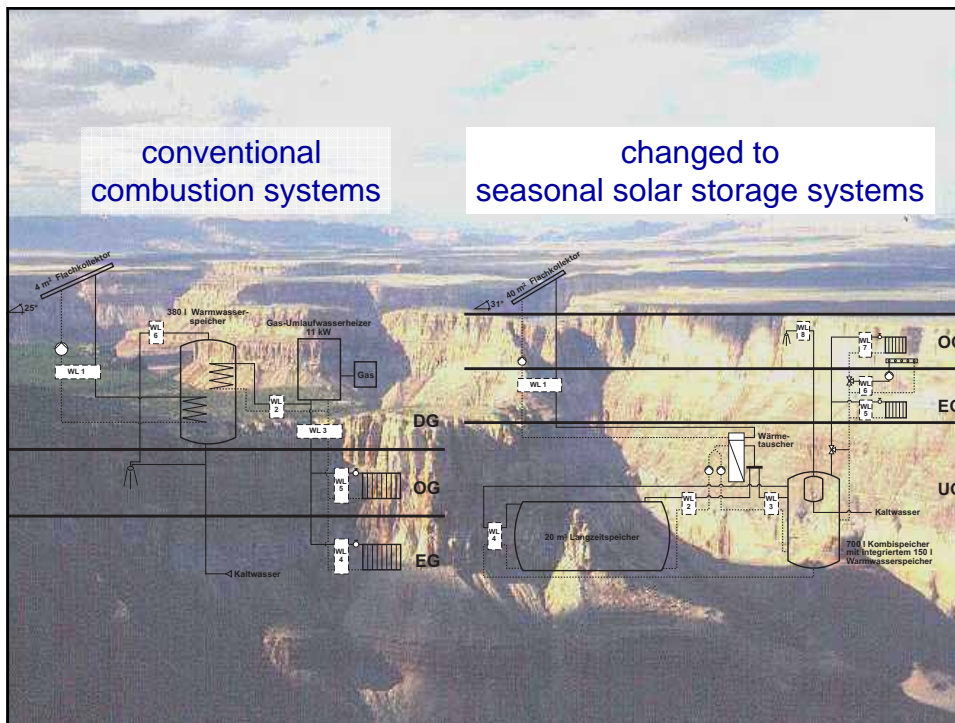 conventional
combustion systems
changed to
seasonal solar storage systems
4 m² Flachkollektor
25°
380 l Warmwasser-
speicher
WL
6
Gas-Umlaufwasserheizer
11 kW
Gas
WL 1
WL
2
WL 3
DG
WL
5
OG
WL
4
EG
Kaltwasser
40 m² Flachkollektor
31°
WL
8
WL
7
OG
WL 1
WL
6
WL
5
EG
Wärme-
tauscher
UG
WL
2
WL
3
Kaltwasser
WL
4
20 m³ Langzeitspeicher
700 l Kombispeicher
mit integriertem 150 l
Warmwasserspeicher